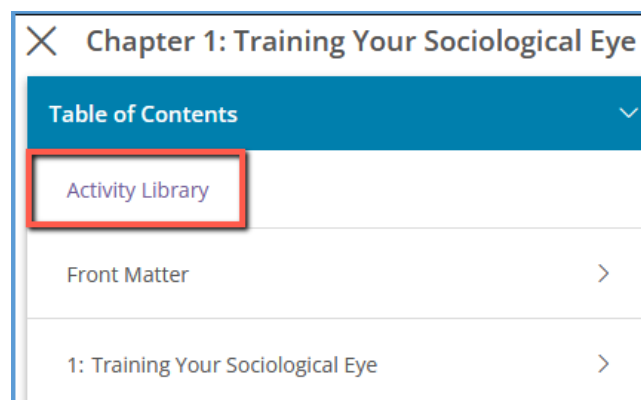 Chapter 1: Training Your Sociological Eye
Table of Contents
Activity Library
Front Matter
1: Training Your Sociological Eye